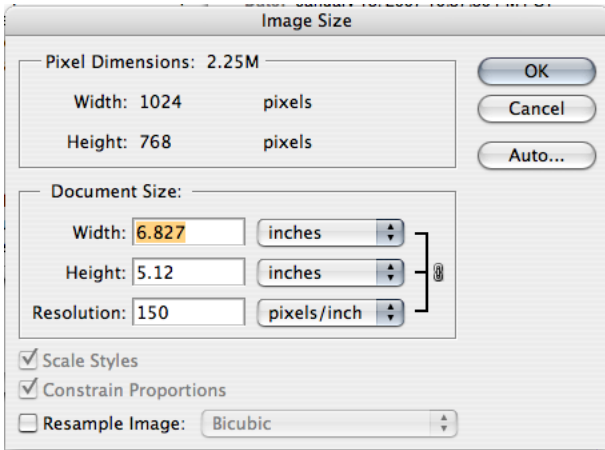 Image Size
Pixel Dimensions: 2.25M
Width: 1024 pixels
Height: 768 pixels
OK
Cancel
Auto...
Document Size:
Width: 6.827 inches
Height: 5.12 inches
Resolution: 150 pixels/inch
Scale Styles
Constrain Proportions
Resample Image: Bicubic